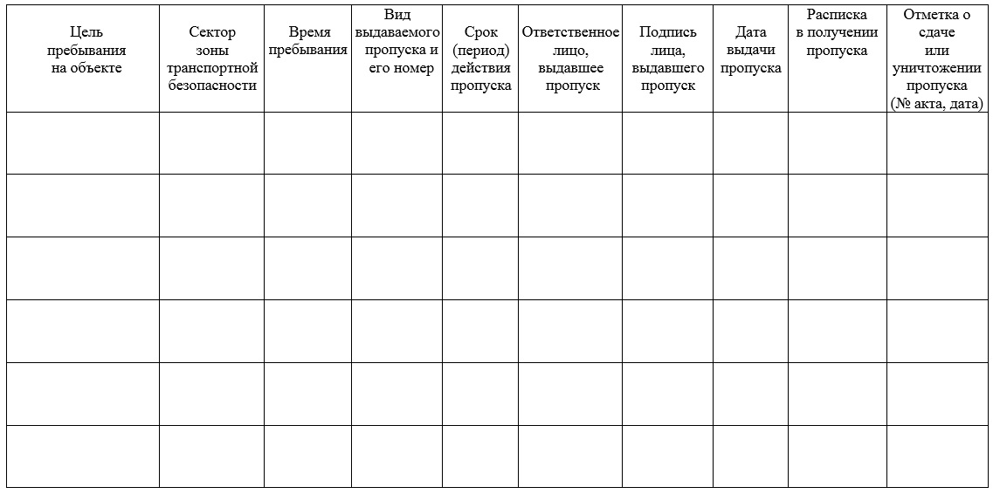 Цель
пребывания
на объекте
Сектор
зоны
транспортной
безопасности
Время
пребывания
Вид
выдаваемого
пропуска и
его номер
Срок
(период)
действия
пропуска
Ответственное
лицо,
выдавшее
пропуск
Подпись
лица,
выдавшего
пропуск
Дата
выдачи
пропуска
Расписка
в получении
пропуска
Отметка о
сдаче
или
уничтожении
пропуска
(№ акта, дата)